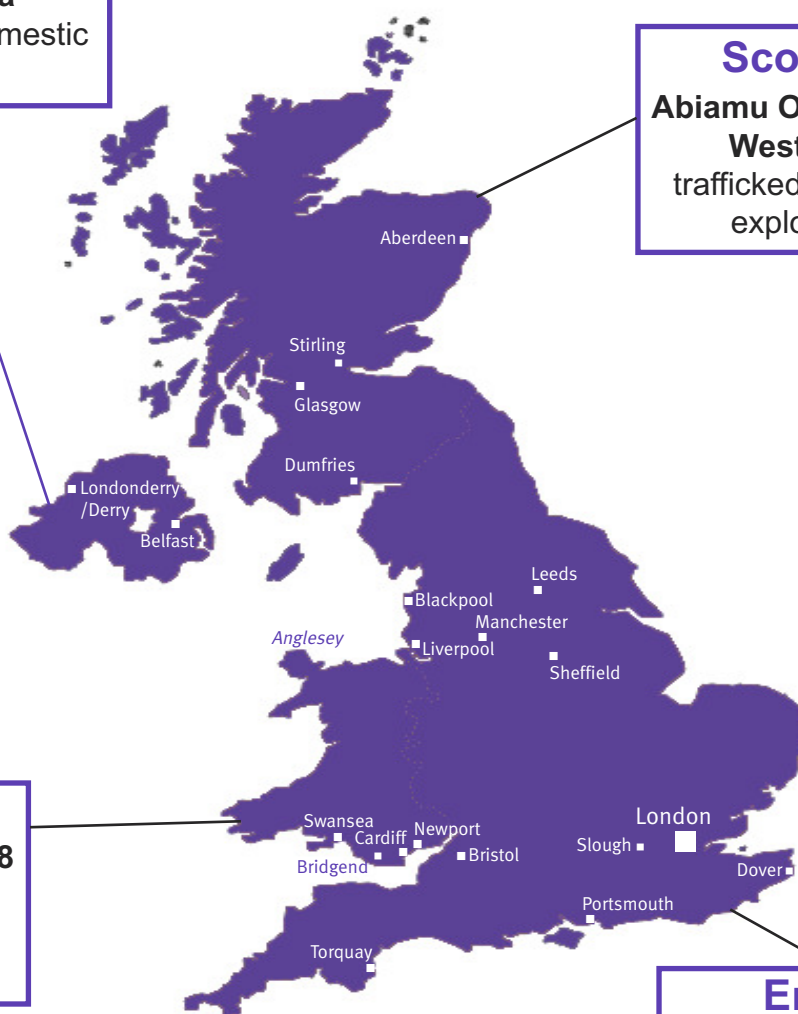 mestic
Sco
Abiamu O
West
trafficked
explo
Aberdeen
Stirling
Glasgow
Dumfries
Londonderry
/Derry
Belfast
Leeds
Blackpool
Manchester
Anglesey
Liverpool
Sheffield
8
London
Swansea
Cardiff
Newport
Slough
Bristol
Bridgend
Dover
Portsmouth
Torquay
En